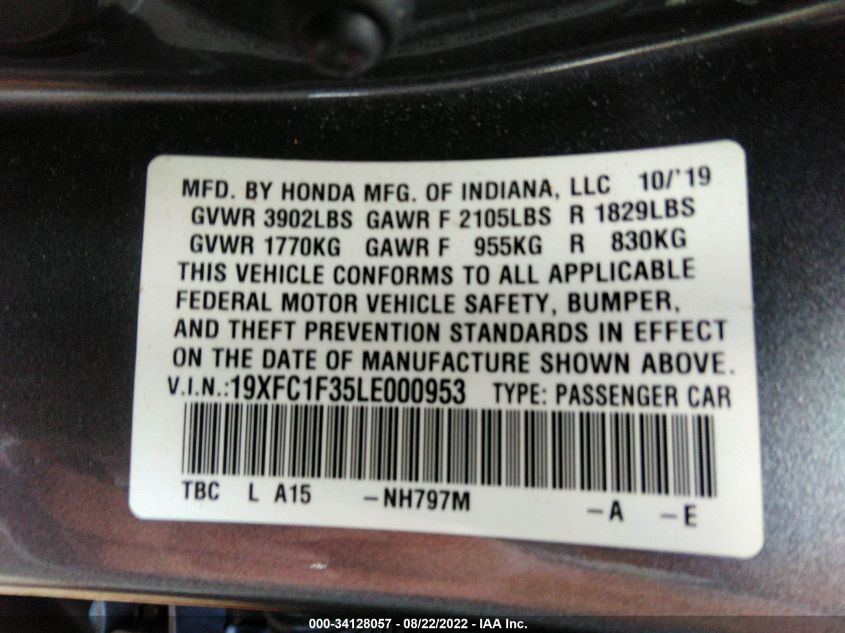 MFD. BY HONDA MFG. OF INDIANA, LLC 10/'19
GVWR 3902LBS GAWR F 2105LBS R 1829LBS
GVWR 1770KG GAWR F 955KG R 830KG
THIS VEHICLE CONFORMS TO ALL APPLICABLE
FEDERAL MOTOR VEHICLE SAFETY, BUMPER,
AND THEFT PREVENTION STANDARDS IN EFFECT
ON THE DATE OF MANUFACTURE SHOWN ABOVE.
V.I.N.:19XFC1F35LE000953 TYPE: PASSENGER CAR
TBC L A15 -NH797M -A -E
000-34128057 - 08/22/2022 - IAA Inc.